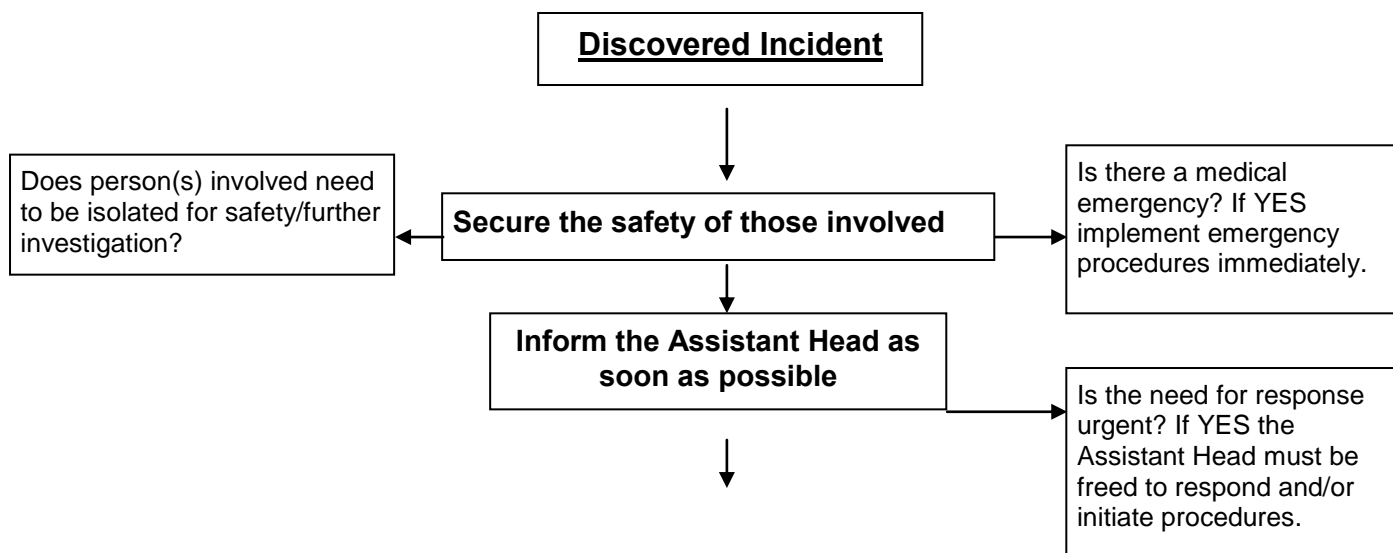 Discovered Incident
Does person(s) involved need
to be isolated for safety/further
investigation?
Secure the safety of those involved
Is there a medical
emergency? If YES
implement emergency
procedures immediately.
Inform the Assistant Head as
soon as possible
Is the need for response
urgent? If YES the
Assistant Head must be
freed to respond and/or
initiate procedures.